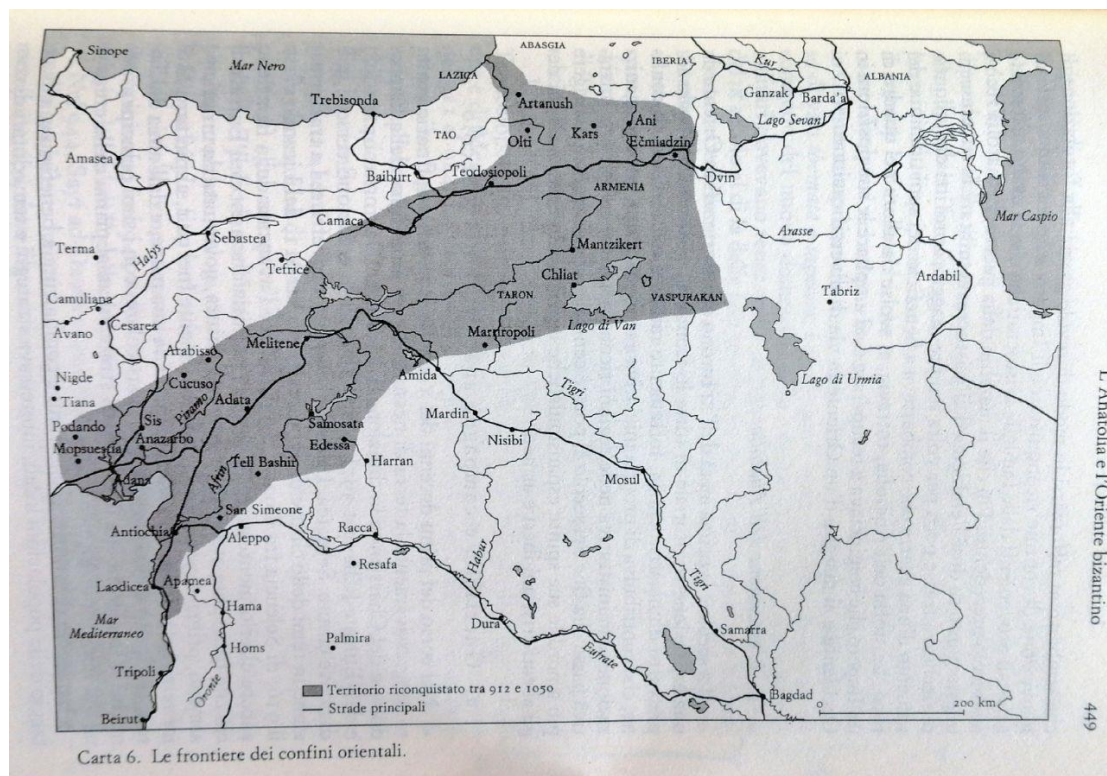 ABASGIA
Sinope
Mar Nero
LAZICA
IBERIA
Kur
ALBANIA
Ganzak
Barda'a
Trebisonda
Artanush
Lago Sevan
TAO
Olti
Kars
Ani
Ečmiadzin
Amasea
Baiburt
Teodosiopoli
Dvin
ARMENIA
Mar Caspio
Camaca
Arasse
Sebastea
Halys
Terma
Tefrice
Mantzikert
Ardabil
Chliat
Tabriz
Camuliana
TARON
VASPURAKAN
Avano
Cesarea
Lago di Van
Melitene
Martiropoli
Arabisso
Amida
Nigde
Cucuso
Tigri
Lago di Urmia
Tiana
Piramo
Adata
Podando
Sis
Samosata
Mardin
Anazarbo
Nisibi
Mopsuestia
Edessa
Harran
Tell Bashir
Mosul
Adana
Afrin
San Simeone
Antiochia
Aleppo
Racca
Habur
Resafa
Laodicea
Apamea
Tigri
Hama
Mar
Mediterraneo
Dura
Samarra
Homs
Palmira
Eufrate
Tripoli
Oronte
Territorio riconquistato tra 912 e 1050
Bagdad
Strade principali
0 200 km
Beirut
Carta 6. Le frontiere dei confini orientali.
L'Anatolia e l'Oriente bizantino
449